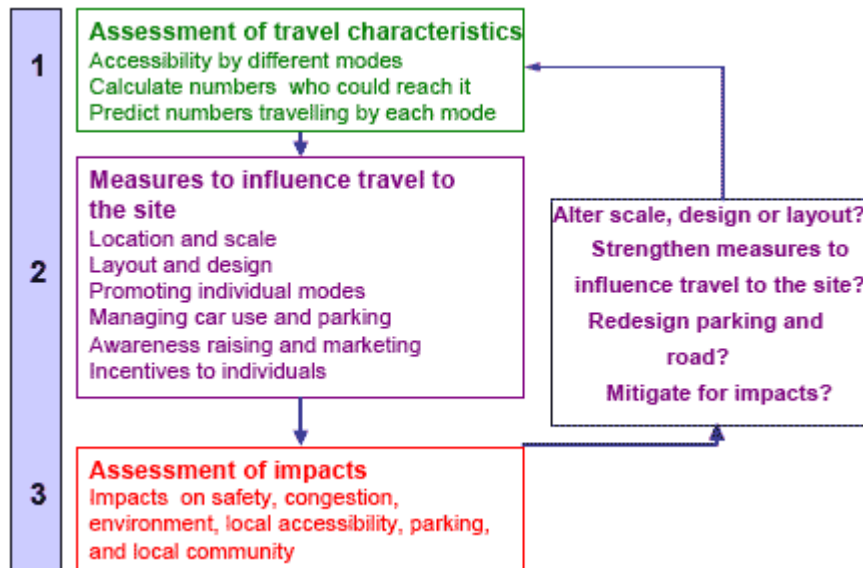 1
Assessment of travel characteristics
Accessibility by different modes
Calculate numbers who could reach it
Predict numbers travelling by each mode
2
Measures to influence travel to
the site
Location and scale
Layout and design
Promoting individual modes
Managing car use and parking
Awareness raising and marketing
Incentives to individuals
Alter scale, design or layout?
Strengthen measures to
influence travel to the site?
Redesign parking and
road?
Mitigate for impacts?
3
Assessment of impacts
Impacts on safety, congestion,
environment, local accessibility, parking,
and local community